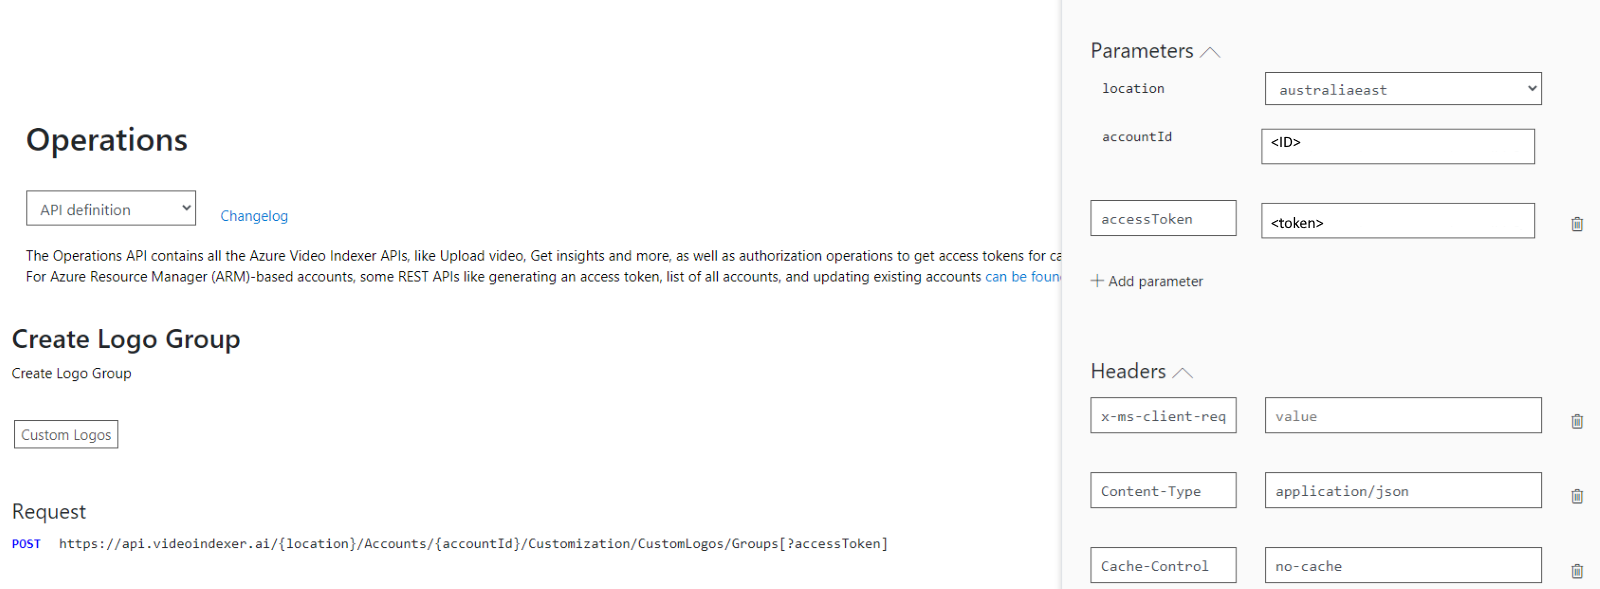 Operations
API definition
Changelog
The Operations API contains all the Azure Video Indexer APIs, like Upload video, Get insights and more, as well as authorization operations to get access tokens for ca
For Azure Resource Manager (ARM)-based accounts, some REST APIs like generating an access token, list of all accounts, and updating existing accounts can be foun
Create Logo Group
Create Logo Group
Custom Logos
Request
POST https://api.videoindexer.ai/{location}/Accounts/{accountId}/Customization/CustomLogos/Groups[?accessToken]
Parameters
location australiaeast
accountId <ID>
accessToken <token>
Add parameter
Headers
x-ms-client-req value
Content-Type application/json
Cache-Control no-cache